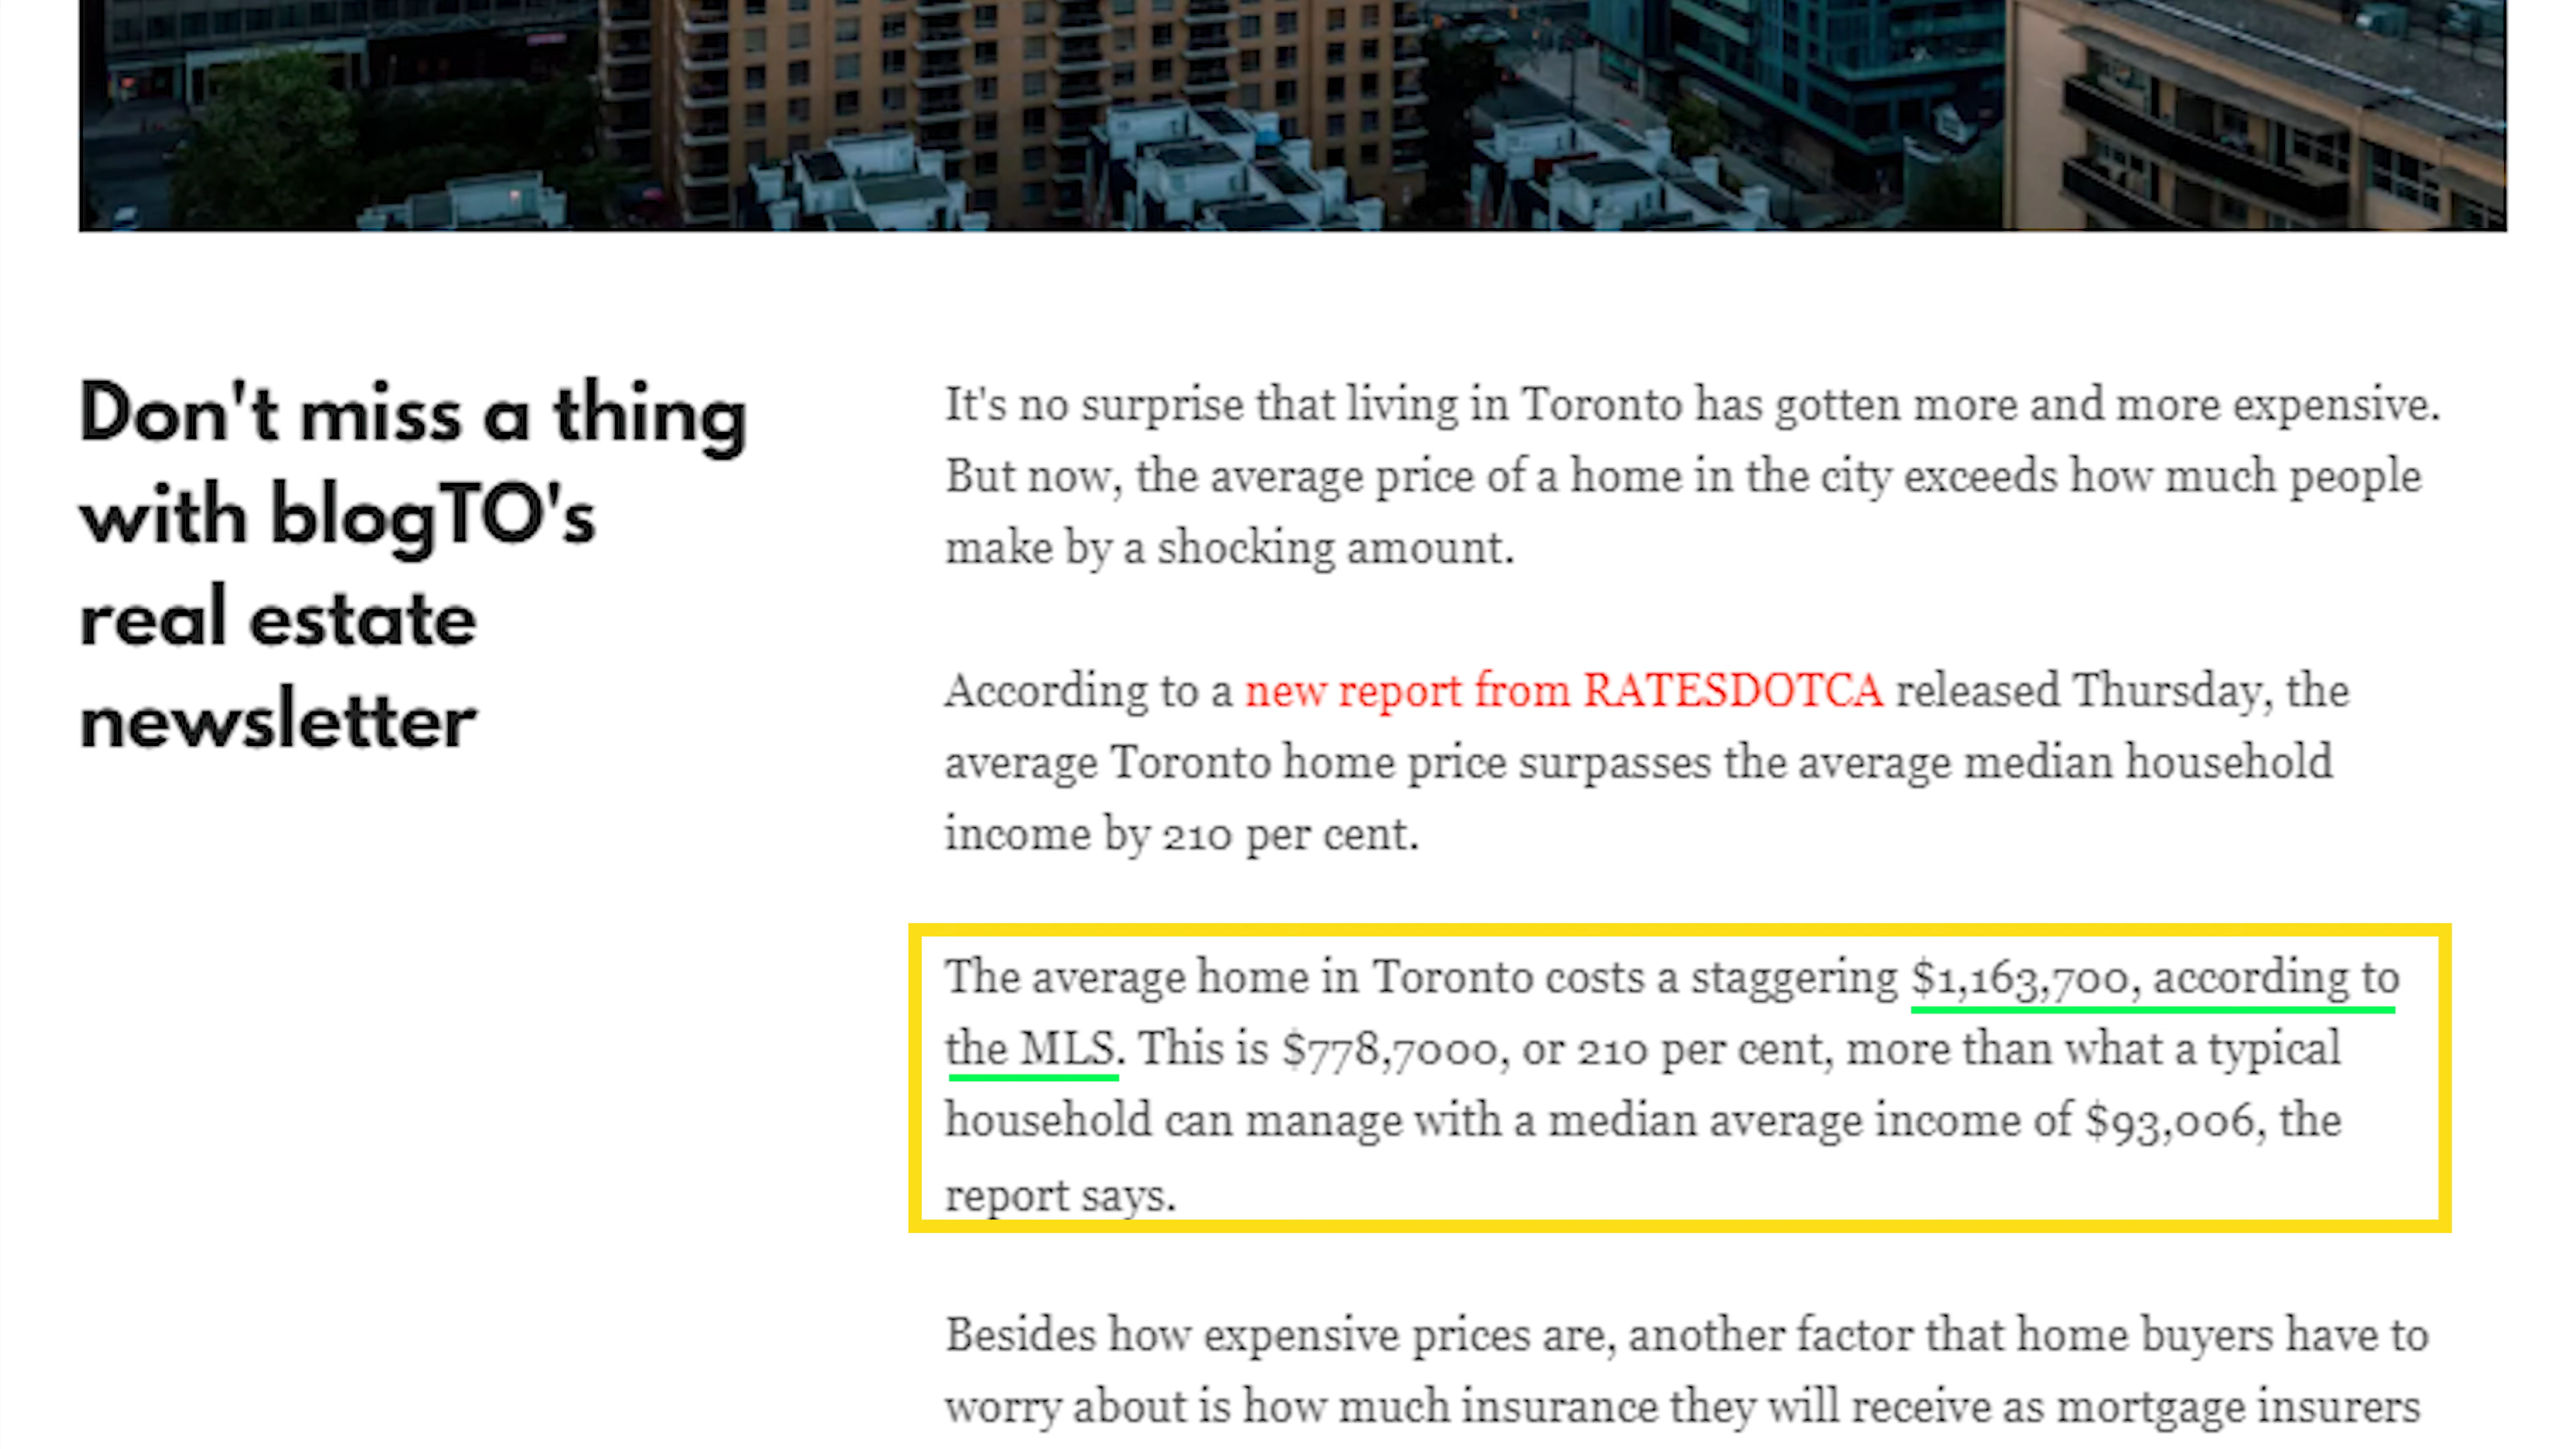 Don't miss a thing
with blogTO's
real estate
newsletter
It's no surprise that living in Toronto has gotten more and more expensive.
But now, the average price of a home in the city exceeds how much people
make by a shocking amount.
According to a new report from RATESDOTCA released Thursday, the
average Toronto home price surpasses the average median household
income by 210 per cent.
The average home in Toronto costs a staggering $1,163,700, according to
the MLS. This is $778,7000, or 210 per cent, more than what a typical
household can manage with a median average income of $93,006, the
report says.
Besides how expensive prices are, another factor that home buyers have to
worry about is how much insurance they will receive as mortgage insurers